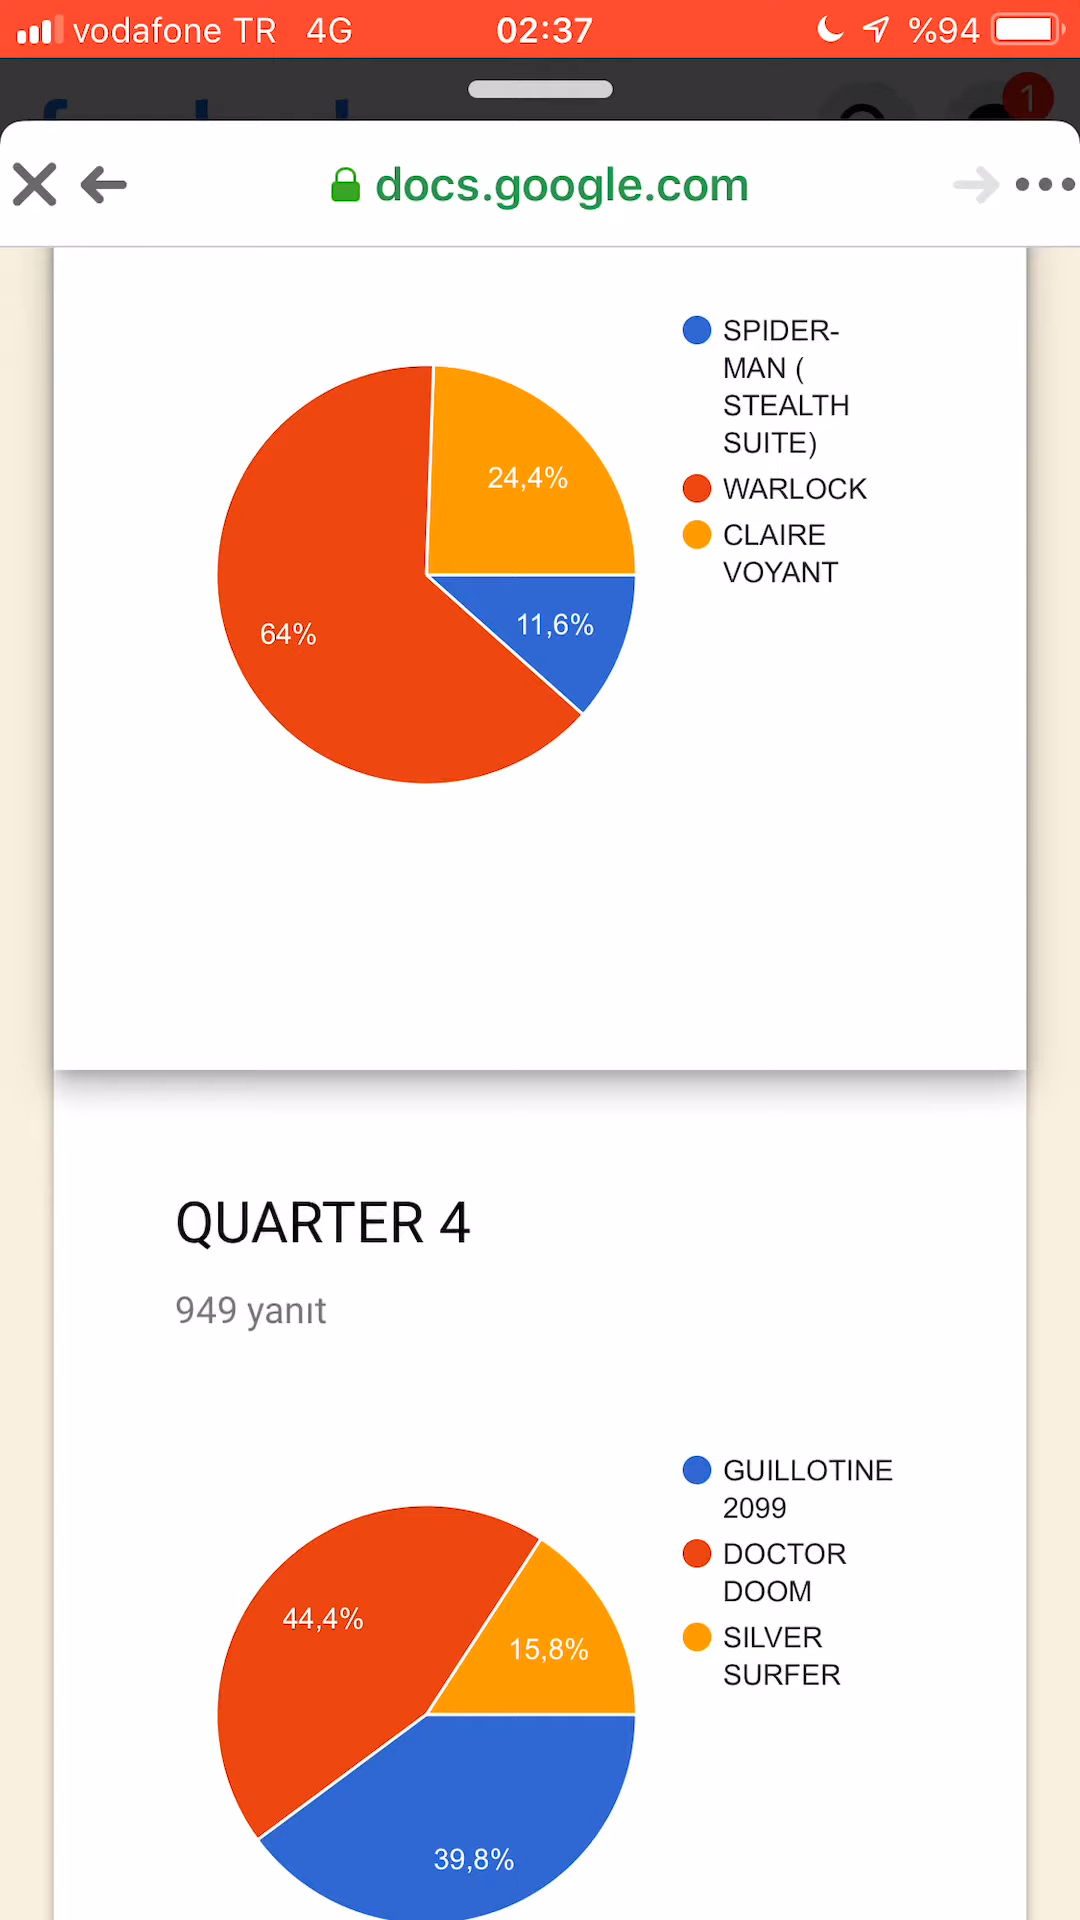 vodafone TR 4G 02:37 %94
1
docs.google.com
SPIDER-
MAN (
STEALTH
SUITE)
WARLOCK
CLAIRE
VOYANT
24,4%
11,6%
64%
QUARTER 4
949 yanıt
GUILLOTINE
2099
DOCTOR
DOOM
SILVER
SURFER
44,4%
15,8%
39,8%